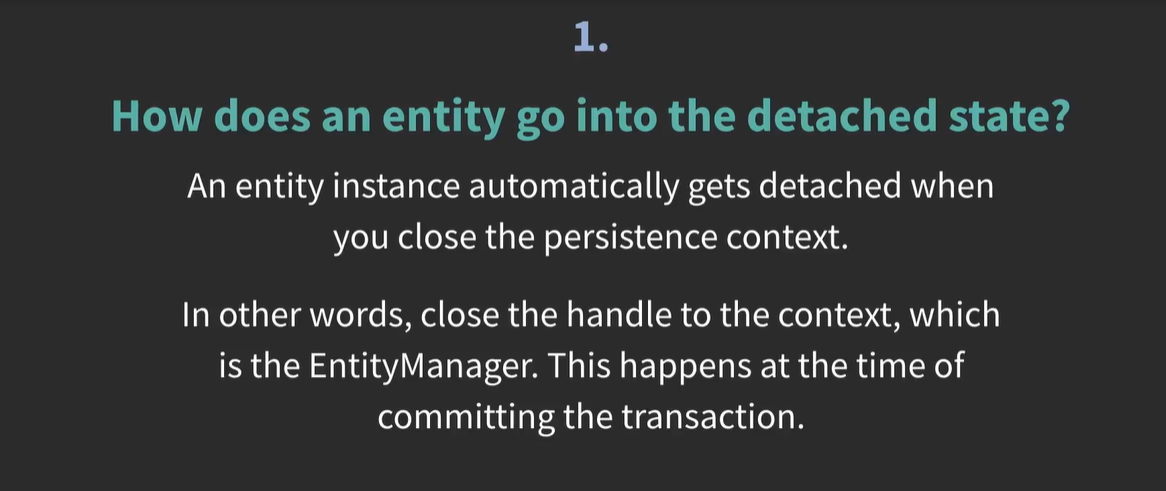 1.
How does an entity go into the detached state?
An entity instance automatically gets detached when
you close the persistence context.
In other words, close the handle to the context, which
is the EntityManager. This happens at the time of
committing the transaction.